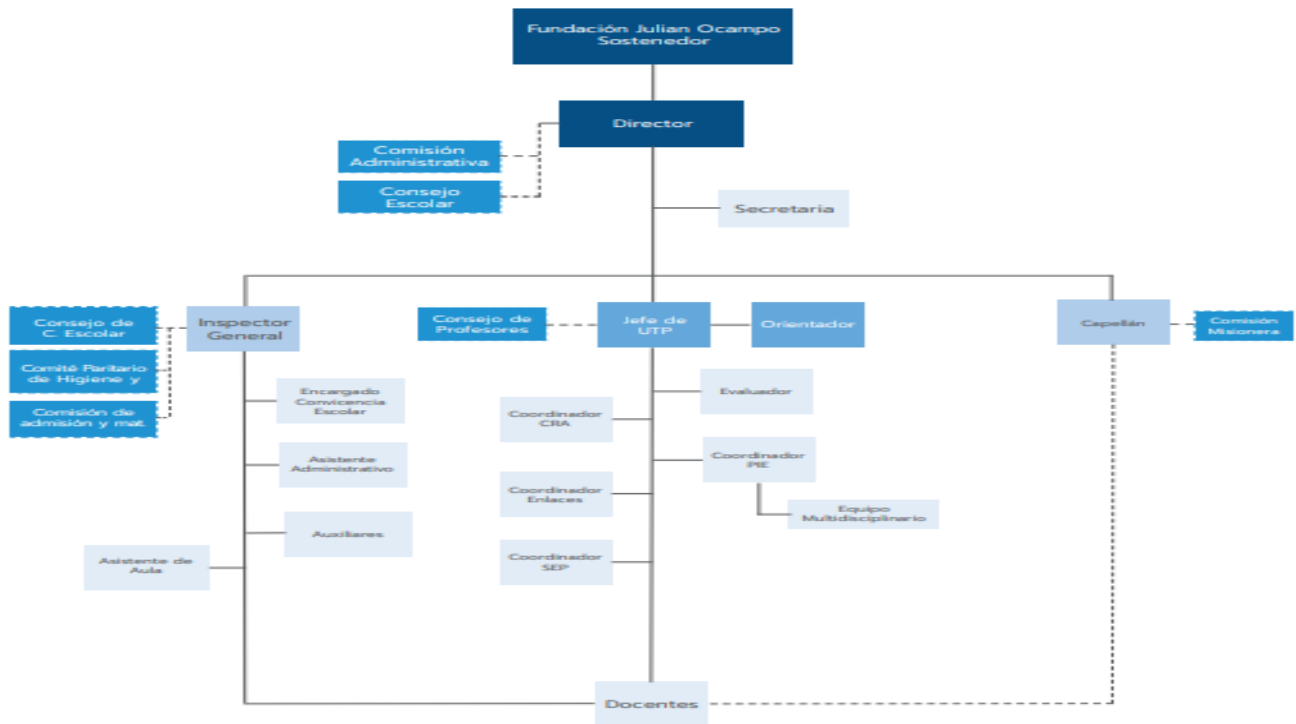 Fundación Julian Ocampo
Sostenedor
Director
Comisión
Administrativa
Consejo
Escolar
Secretaria
Consejo de
C. Escolar
Inspector
General
Consejo de
Profesores
Jefe de
UTP
Orientador
Capellán
Comisión
Misionera
Comité Paritario
de Higiene y
Comisión de
admisión y mat.
Encargado
Convicencia
Escolar
Evaluador
Coordinador
CRA
Asistente
Administrativo
Coordinador
PIE
Coordinador
Enlaces
Equipo
Multidisciplinario
Auxiliares
Asistente de
Aula
Coordinador
SEP
Docentes